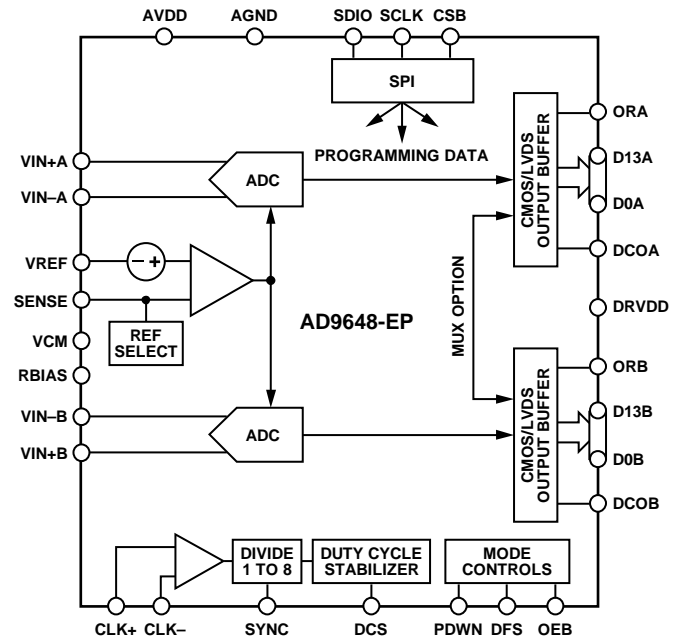 AVDD AGND SDIO SCLK CSB
SPI
PROGRAMMING DATA
VIN+A
VIN–A
ADC
CMOS/LVDS
OUTPUT BUFFER
ORA
D13A
D0A
DCOA
VREF
– +
SENSE
REF
SELECT
VCM
RBIAS
AD9648-EP
MUX OPTION
DRVDD
VIN–B
VIN+B
ADC
CMOS/LVDS
OUTPUT BUFFER
ORB
D13B
D0B
DCOB
DIVIDE
1 TO 8
DUTY CYCLE
STABILIZER
MODE
CONTROLS
CLK+ CLK– SYNC DCS PDWN DFS OEB